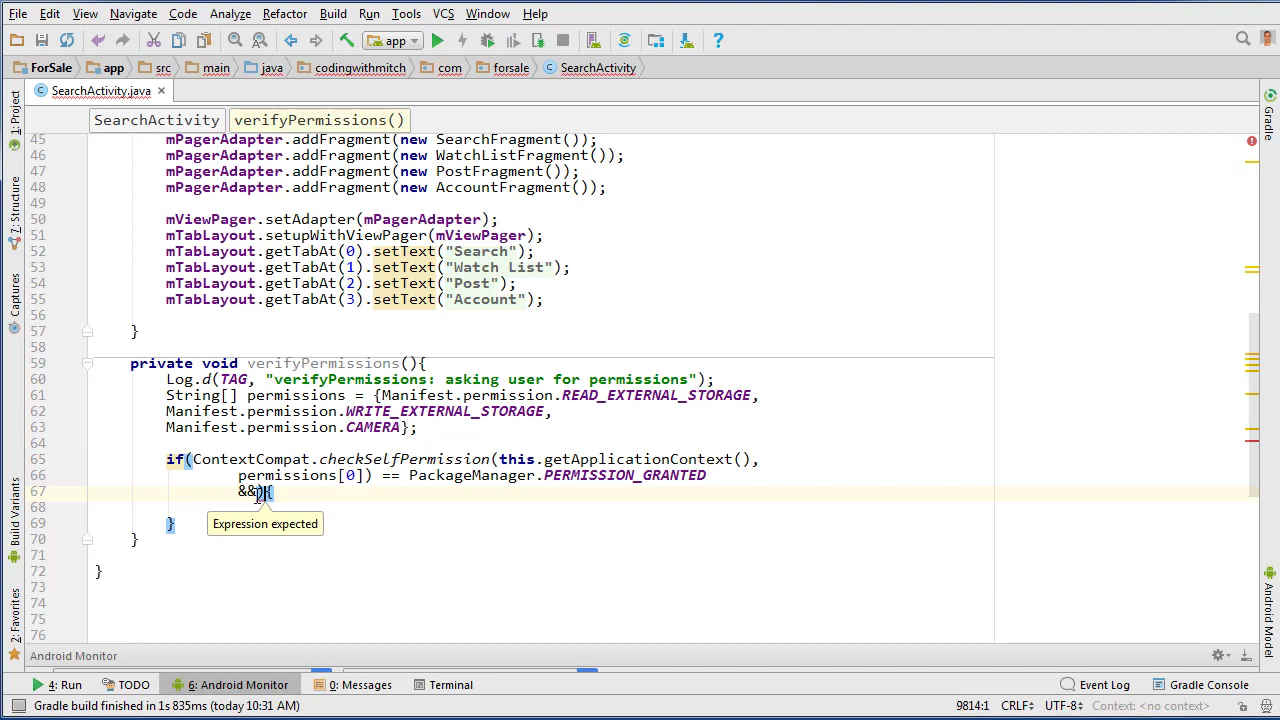 File Edit View Navigate Code Analyze Refactor Build Run Tools VCS Window Help
app
ForSale app src main java codingwithmitch com forsale SearchActivity
SearchActivity.java
SearchActivity verifyPermissions()
45 mPagerAdapter.addFragment(new SearchFragment());
46 mPagerAdapter.addFragment(new WatchListFragment());
47 mPagerAdapter.addFragment(new PostFragment());
48 mPagerAdapter.addFragment(new AccountFragment());
49
50 mViewPager.setAdapter(mPagerAdapter);
51 mTabLayout.setupWithViewPager(mViewPager);
52 mTabLayout.getTabAt(0).setText("Search");
53 mTabLayout.getTabAt(1).setText("Watch List");
54 mTabLayout.getTabAt(2).setText("Post");
55 mTabLayout.getTabAt(3).setText("Account");
56
57 }
58
59 private void verifyPermissions(){
60 Log.d(TAG, "verifyPermissions: asking user for permissions");
61 String[] permissions = {Manifest.permission.READ_EXTERNAL_STORAGE,
62 Manifest.permission.WRITE_EXTERNAL_STORAGE,
63 Manifest.permission.CAMERA};
64
65 if(ContextCompat.checkSelfPermission(this.getApplicationContext(),
66 permissions[0]) == PackageManager.PERMISSION_GRANTED
67 &&){
68
69 }
Expression expected
70 }
71
72 }
73
74
75
76
1: Project
7: Structure
Captures
Build Variants
2: Favorites
Gradle
Android Model
Android Monitor
4: Run TODO 6: Android Monitor 0: Messages Terminal Event Log Gradle Console
Gradle build finished in 1s 835ms (today 10:31 AM) 9814:1 CRLF UTF-8 Context: <no context>